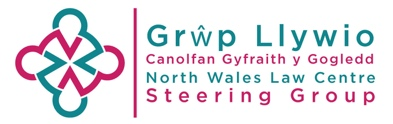 Grŵp Llywio
Canolfan Gyfraith y Gogledd
North Wales Law Centre
Steering Group